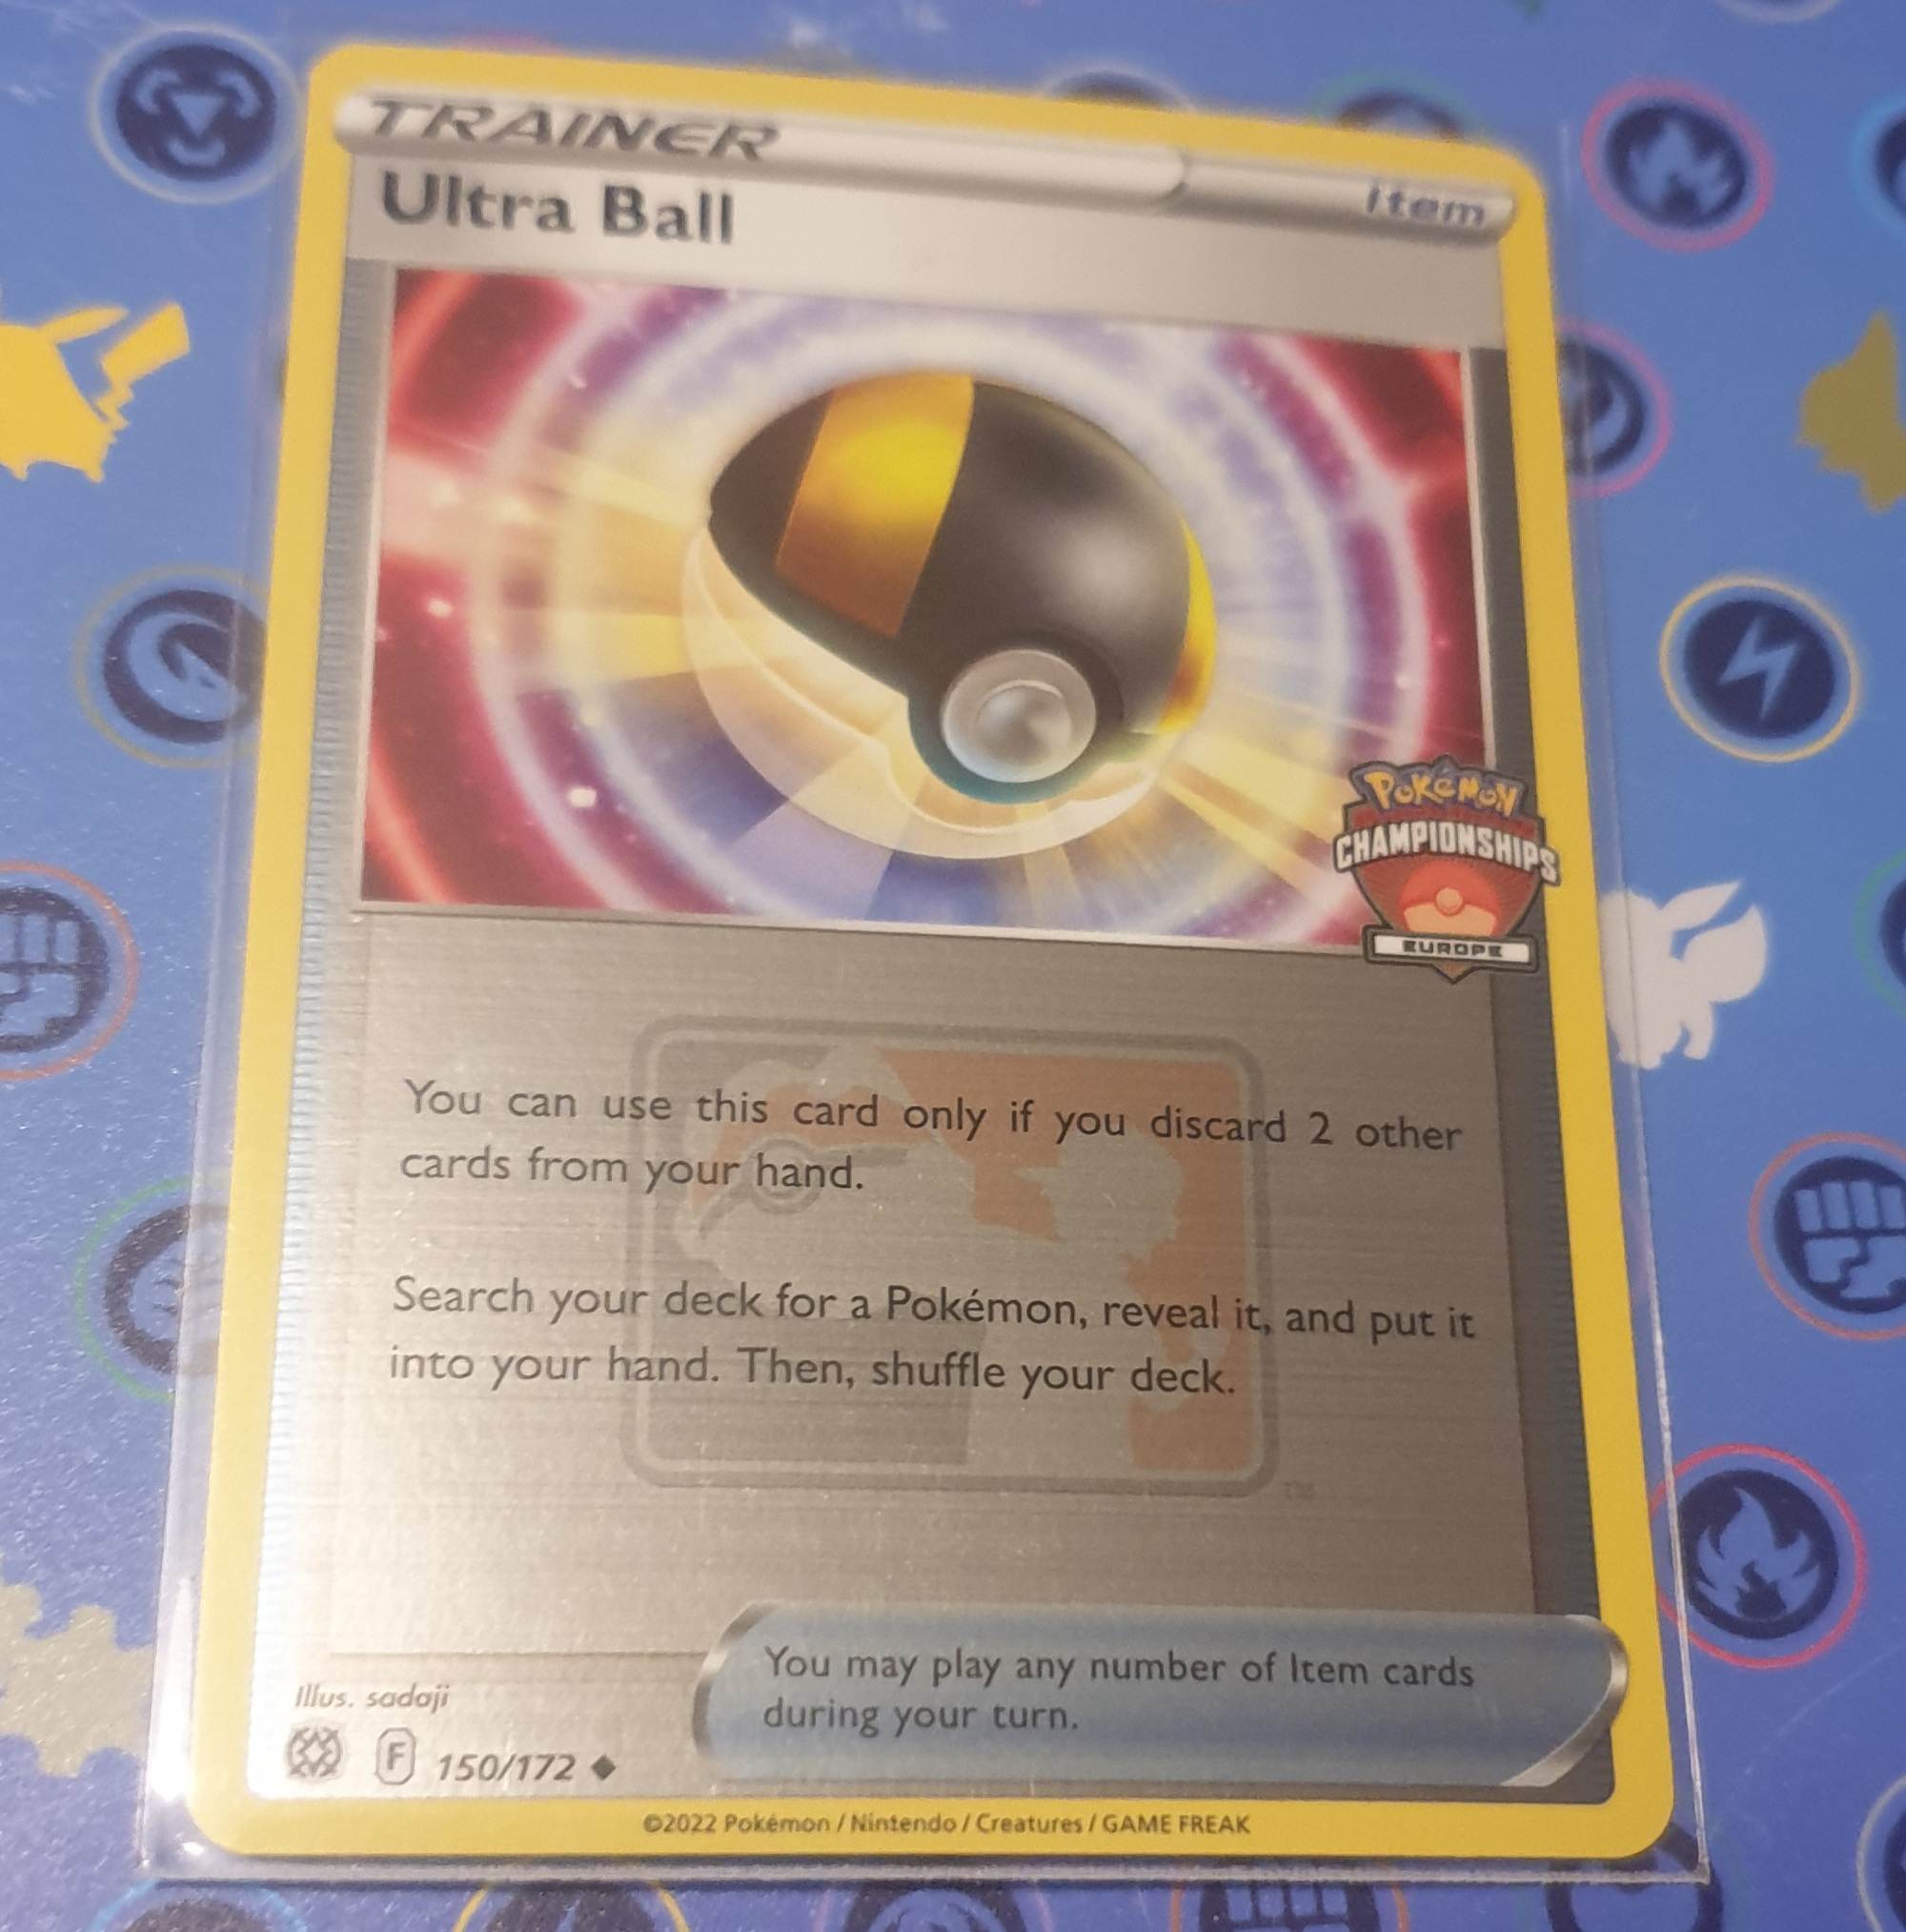 TRAINER
Item
Ultra Ball
POKéMON
CHAMPIONSHIPS
EUROPE
You can use this card only if you discard 2 other
cards from your hand.
Search your deck for a Pokémon, reveal it, and put it
into your hand. Then, shuffle your deck.
TM
You may play any number of Item cards
during your turn.
Illus. sadaji
F 150/172
©2022 Pokémon / Nintendo / Creatures / GAME FREAK